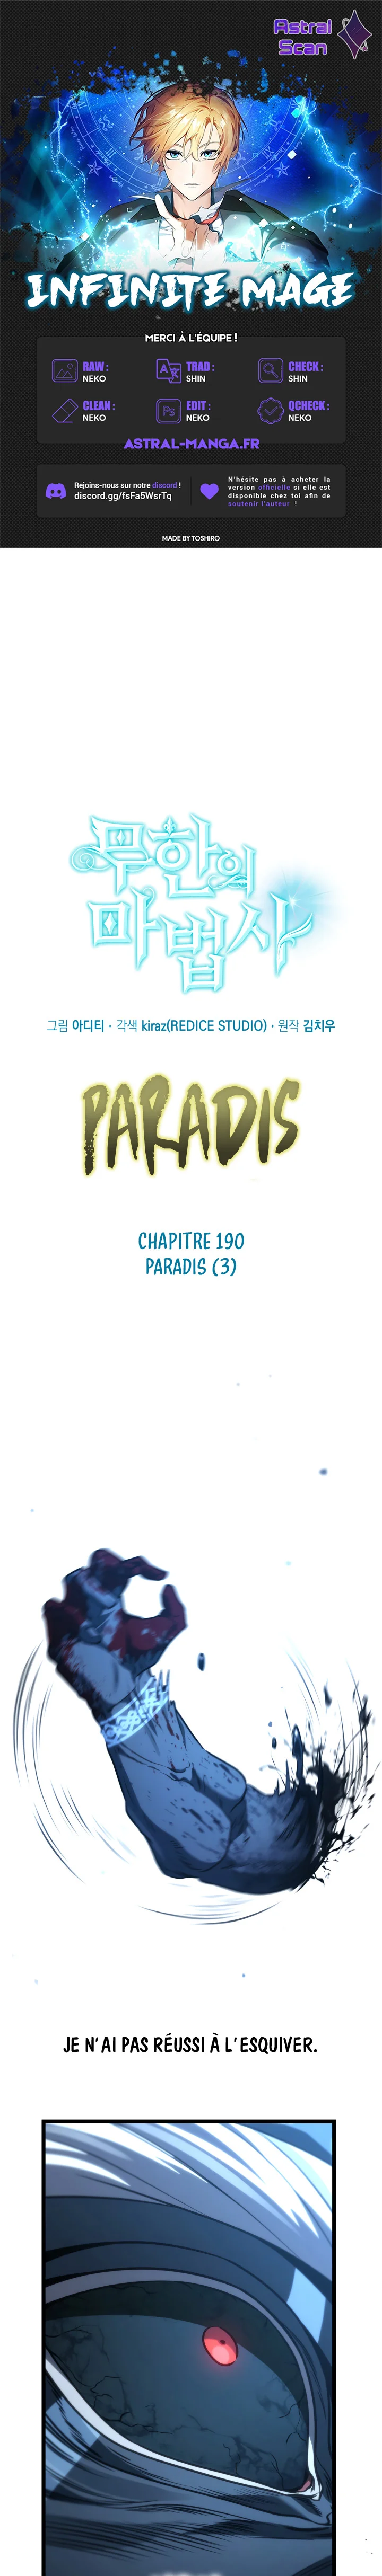 Astral
Scan
INFINITE MAGE
MERCI À L'ÉQUIPE !
RAW :
NEKO
TRAD :
SHIN
CHECK :
SHIN
CLEAN :
NEKO
EDIT :
NEKO
QCHECK :
NEKO
ASTRAL-MANGA.FR
Rejoins-nous sur notre discord !
discord.gg/fsFa5WsrTq
N'hésite pas à acheter la
version officielle si elle est
disponible chez toi afin de
soutenir l'auteur !
MADE BY TOSHIRO
무한의
마법사
그림 아디티 · 각색 kiraz(REDICE STUDIO) · 원작 김치우
PARADIS
CHAPITRE 190
PARADIS (3)
JE N'AI PAS RÉUSSI À L'ESQUIVER.